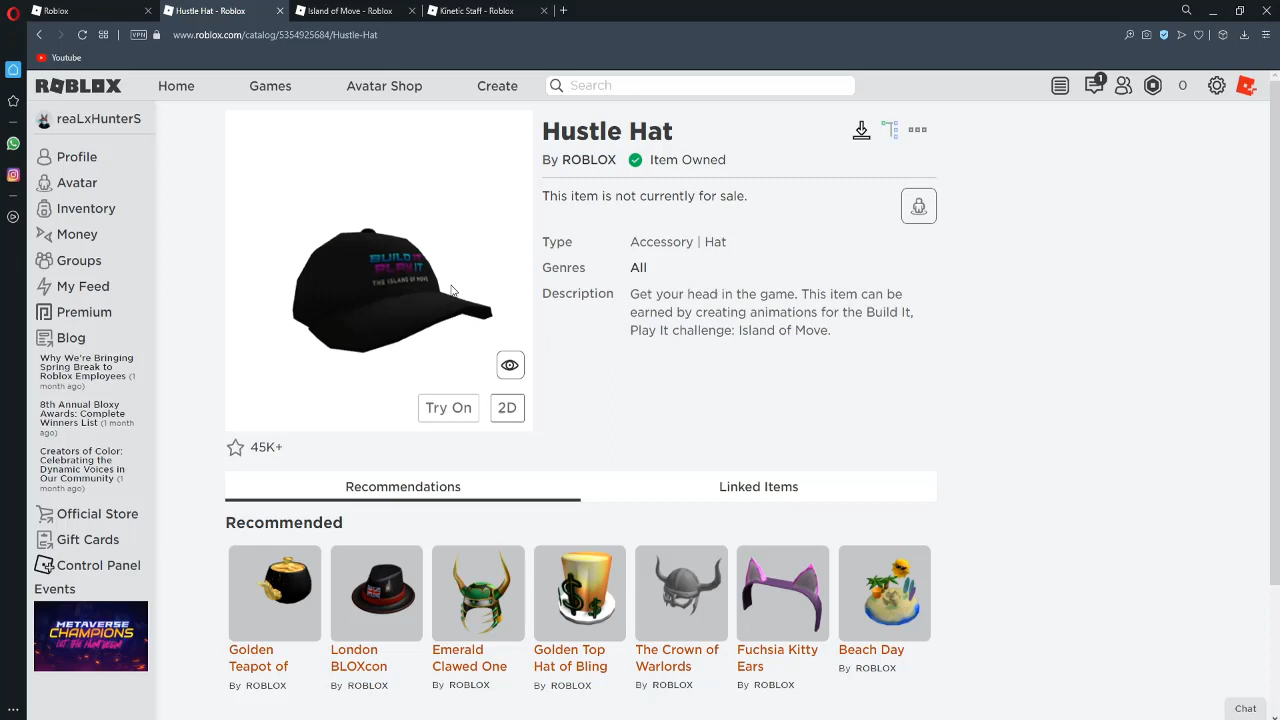 Roblox
Hustle Hat - Roblox
Island of Move - Roblox
Kinetic Staff - Roblox
VPN
www.roblox.com/catalog/5354925684/Hustle-Hat
Youtube
ROBLOX
Home
Games
Avatar Shop
Create
Search
1
0
reaLxHunterS
Profile
Avatar
Inventory
Money
Groups
My Feed
Premium
Blog
Why We're Bringing
Spring Break to
Roblox Employees (1
month ago)
8th Annual Bloxy
Awards: Complete
Winners List (1 month
ago)
Creators of Color:
Celebrating the
Dynamic Voices in
Our Community (1
month ago)
Official Store
Gift Cards
Control Panel
Events
METAVERSE
CHAMPIONS
LET THE HUNT BEGIN!
BUILD IT
PLAY IT
THE ISLAND OF MOVE
Try On
2D
45K+
Hustle Hat
By ROBLOX Item Owned
This item is not currently for sale.
Type Accessory | Hat
Genres All
Description Get your head in the game. This item can be
earned by creating animations for the Build It,
Play It challenge: Island of Move.
Recommendations
Linked Items
Recommended
Golden
Teapot of
By ROBLOX
London
BLOXcon
By ROBLOX
Emerald
Clawed One
By ROBLOX
Golden Top
Hat of Bling
By ROBLOX
The Crown of
Warlords
By ROBLOX
Fuchsia Kitty
Ears
By ROBLOX
Beach Day
By ROBLOX
Chat